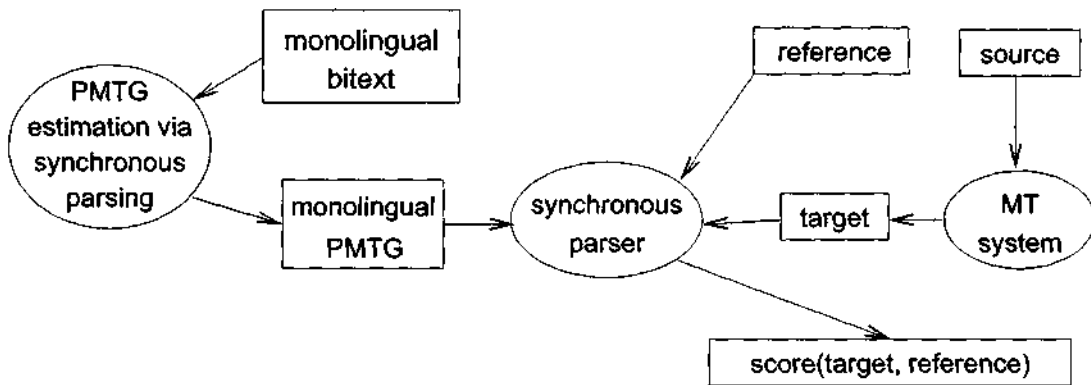 monolingual
bitext
reference
source
PMTG
estimation via
synchronous
parsing
monolingual
PMTG
synchronous
parser
target
MT
system
score(target, reference)